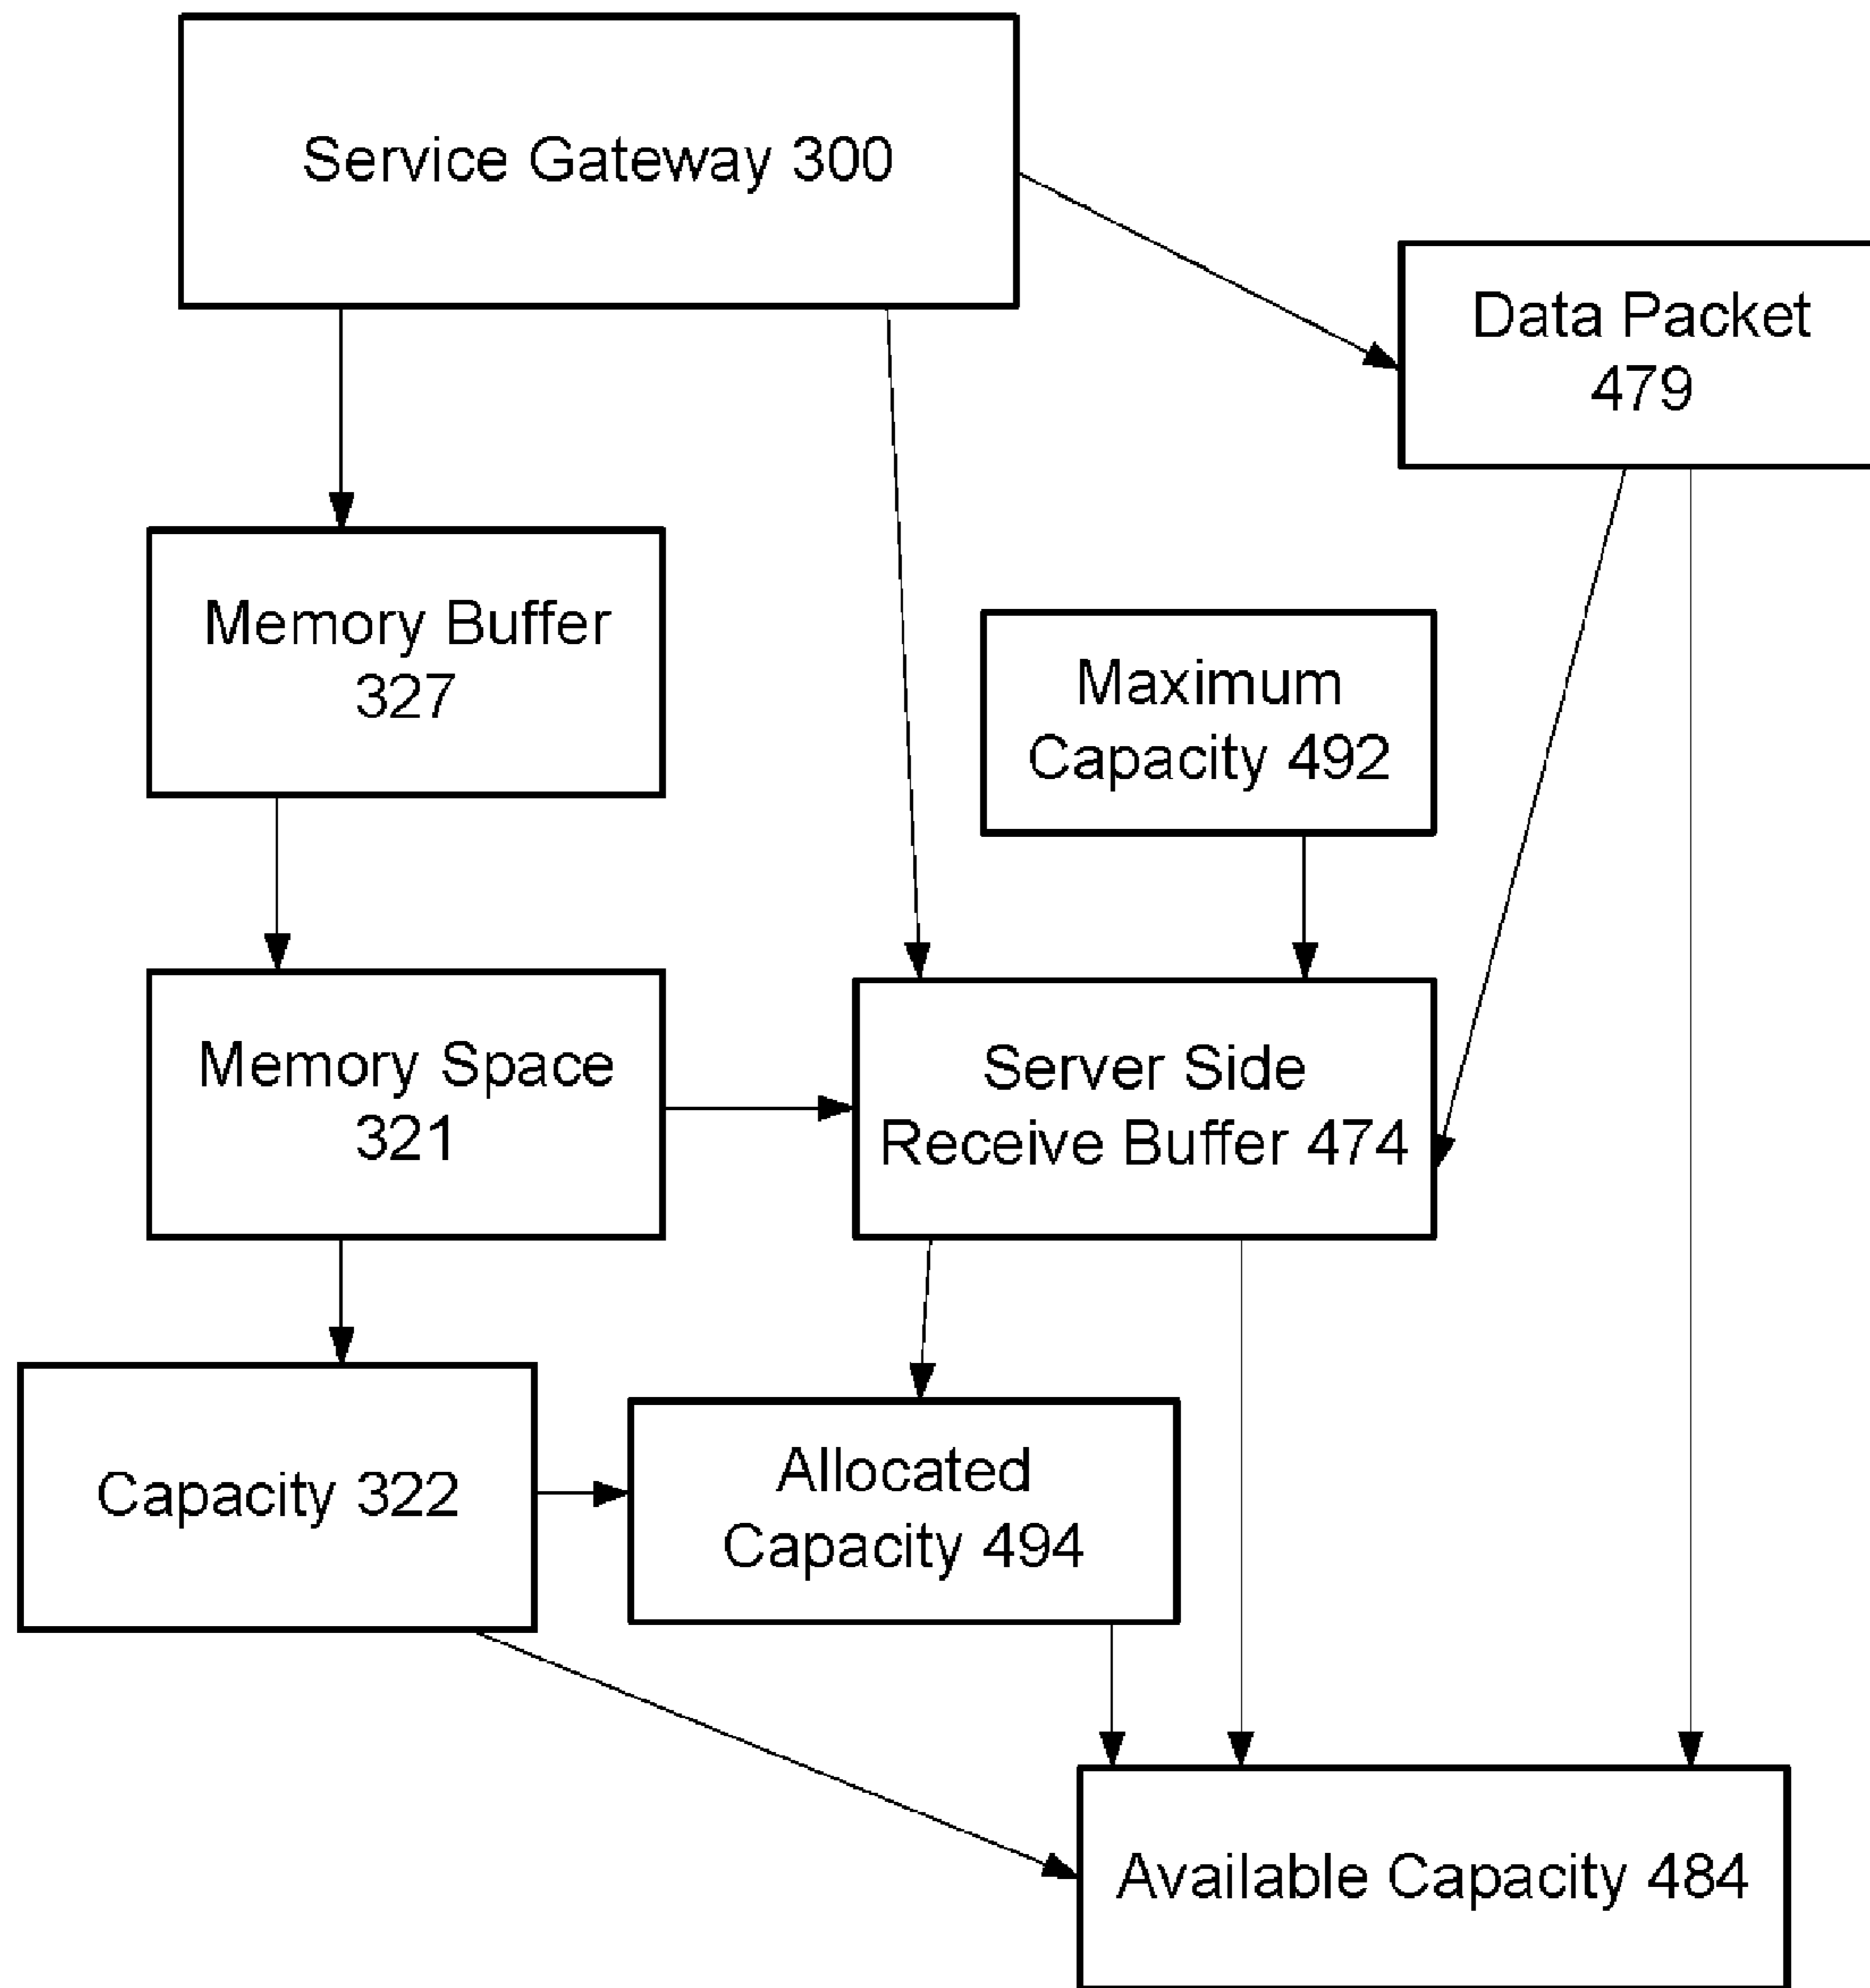 Service Gateway 300
Data Packet
479
Memory Buffer
327
Maximum
Capacity 492
Memory Space
321
Server Side
Receive Buffer 474
Capacity 322
Allocated
Capacity 494
Available Capacity 484